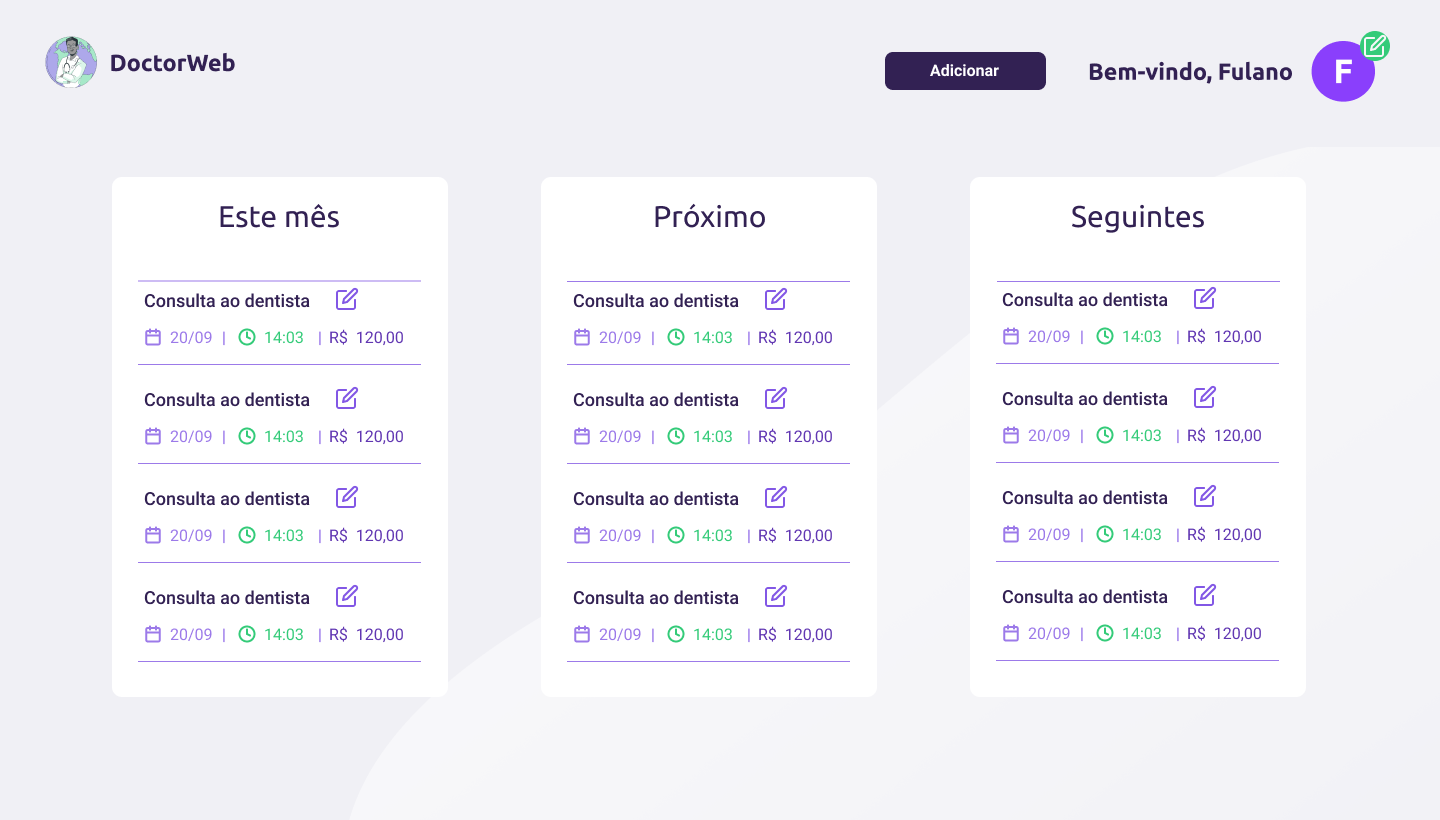 DoctorWeb
Adicionar
Bem-vindo, Fulano
F
Este mês
Consulta ao dentista
20/09 | 14:03 | R$ 120,00
Consulta ao dentista
20/09 | 14:03 | R$ 120,00
Consulta ao dentista
20/09 | 14:03 | R$ 120,00
Consulta ao dentista
20/09 | 14:03 | R$ 120,00
Próximo
Consulta ao dentista
20/09 | 14:03 | R$ 120,00
Consulta ao dentista
20/09 | 14:03 | R$ 120,00
Consulta ao dentista
20/09 | 14:03 | R$ 120,00
Consulta ao dentista
20/09 | 14:03 | R$ 120,00
Seguintes
Consulta ao dentista
20/09 | 14:03 | R$ 120,00
Consulta ao dentista
20/09 | 14:03 | R$ 120,00
Consulta ao dentista
20/09 | 14:03 | R$ 120,00
Consulta ao dentista
20/09 | 14:03 | R$ 120,00